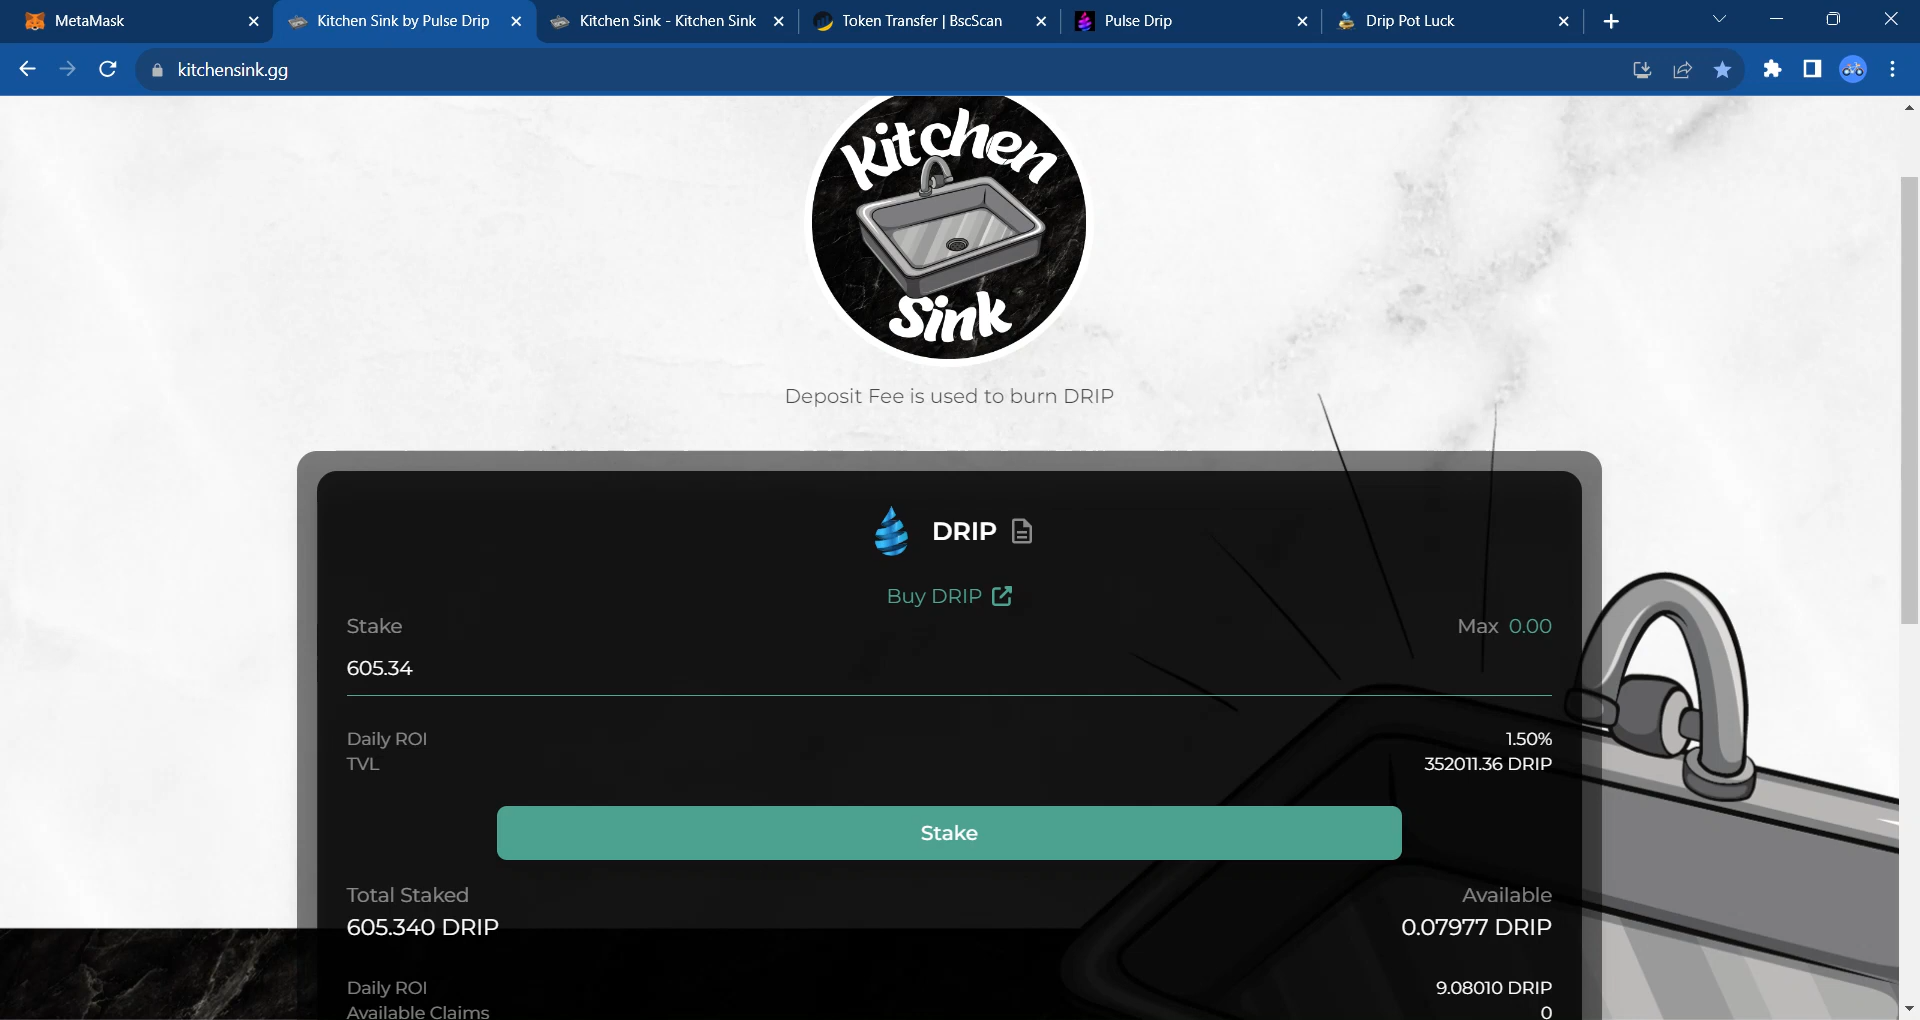 MetaMask
Kitchen Sink by Pulse Drip
Kitchen Sink - Kitchen Sink
Token Transfer | BscScan
Pulse Drip
Drip Pot Luck
kitchensink.gg
Kitchen
Sink
Deposit Fee is used to burn DRIP
DRIP
Buy DRIP
Stake
Max 0.00
605.34
Daily ROI
1.50%
TVL
352011.36 DRIP
Stake
Total Staked
Available
605.340 DRIP
0.07977 DRIP
Daily ROI
9.08010 DRIP
Available Claims
0